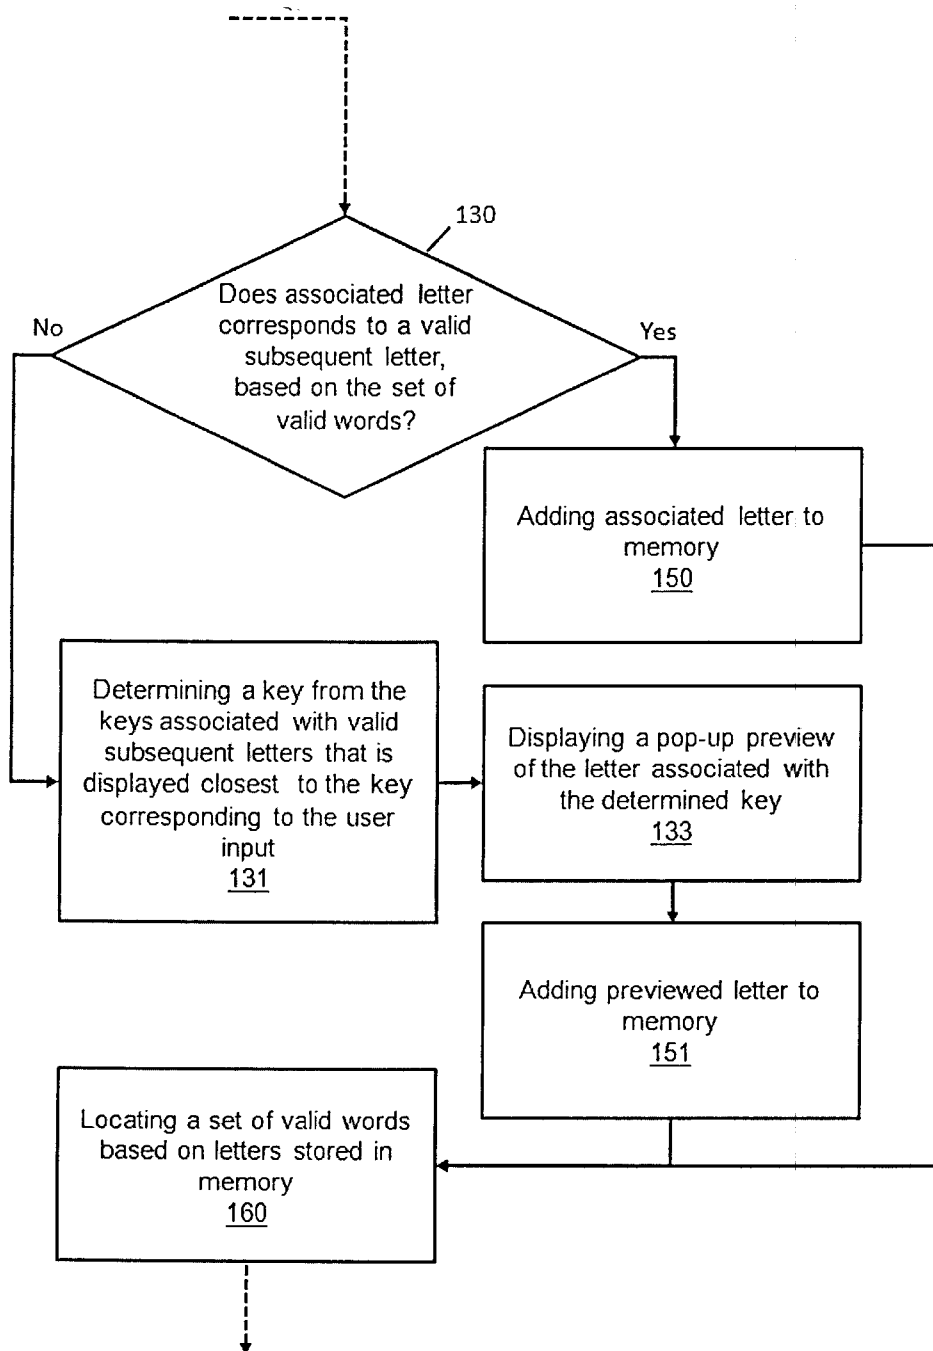 130
Does associated letter
corresponds to a valid
subsequent letter,
based on the set of
valid words?
No
Yes
Adding associated letter to
memory
150
Determining a key from the
keys associated with valid
subsequent letters that is
displayed closest to the key
corresponding to the user
input
131
Displaying a pop-up preview
of the letter associated with
the determined key
133
Adding previewed letter to
memory
151
Locating a set of valid words
based on letters stored in
memory
160